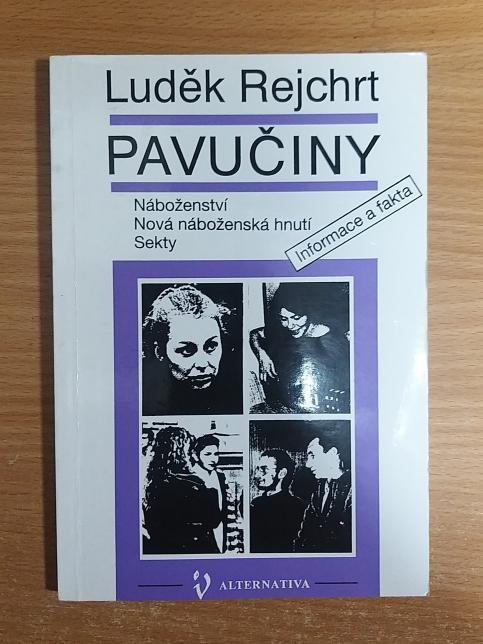 Luděk Rejchrt
PAVUČINY
Náboženství
Nová náboženská hnutí
Sekty
Informace a fakta
ALTERNATIVA